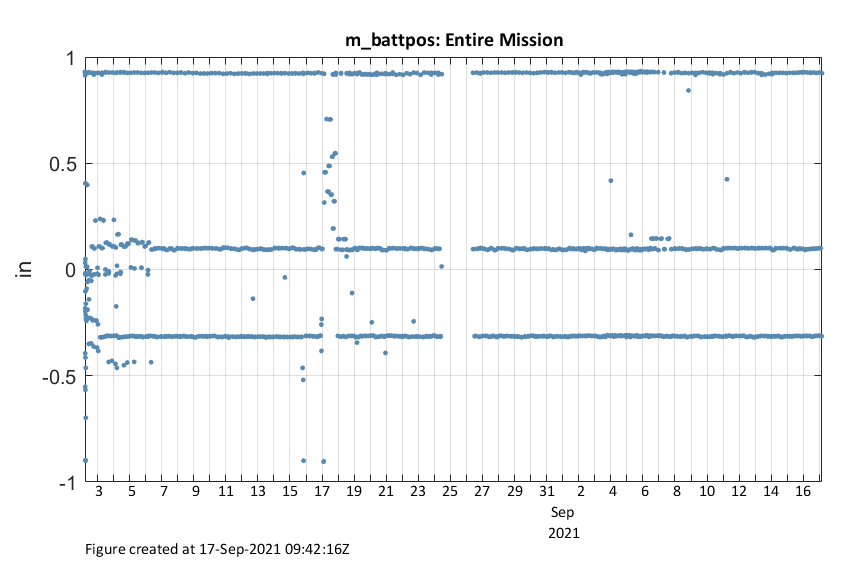 m_battpos: Entire Mission
1
0.5
0
-0.5
-1
in
3 5 7 9 11 13 15 17 19 21 23 25 27 29 31 2 4 6 8 10 12 14 16
Sep
2021
Figure created at 17-Sep-2021 09:42:16Z